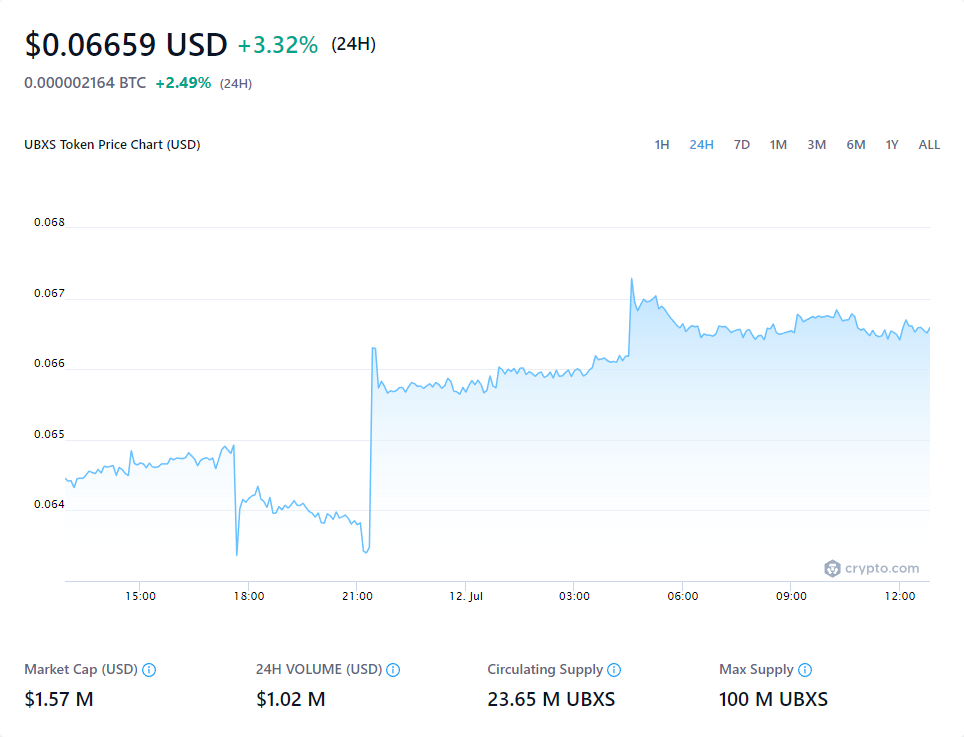 $0.06659 USD +3.32% (24H)
0.000002164 BTC +2.49% (24H)
UBXS Token Price Chart (USD) 1H 24H 7D 1M 3M 6M 1Y ALL
0.068
0.067
0.066
0.065
0.064
crypto.com
15:00 18:00 21:00 12. Jul 03:00 06:00 09:00 12:00
Market Cap (USD) 24H VOLUME (USD) Circulating Supply Max Supply
$1.57 M $1.02 M 23.65 M UBXS 100 M UBXS